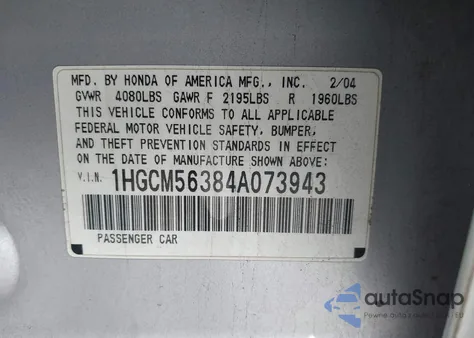 MFD. BY HONDA OF AMERICA MFG., INC. 2/04
GVWR 4080LBS GAWR F 2195LBS R 1960LBS
THIS VEHICLE CONFORMS TO ALL APPLICABLE
FEDERAL MOTOR VEHICLE SAFETY, BUMPER,
AND THEFT PREVENTION STANDARDS IN EFFECT
ON THE DATE OF MANUFACTURE SHOWN ABOVE:
V.I.N. 1HGCM56384A073943
PASSENGER CAR
autoSnap